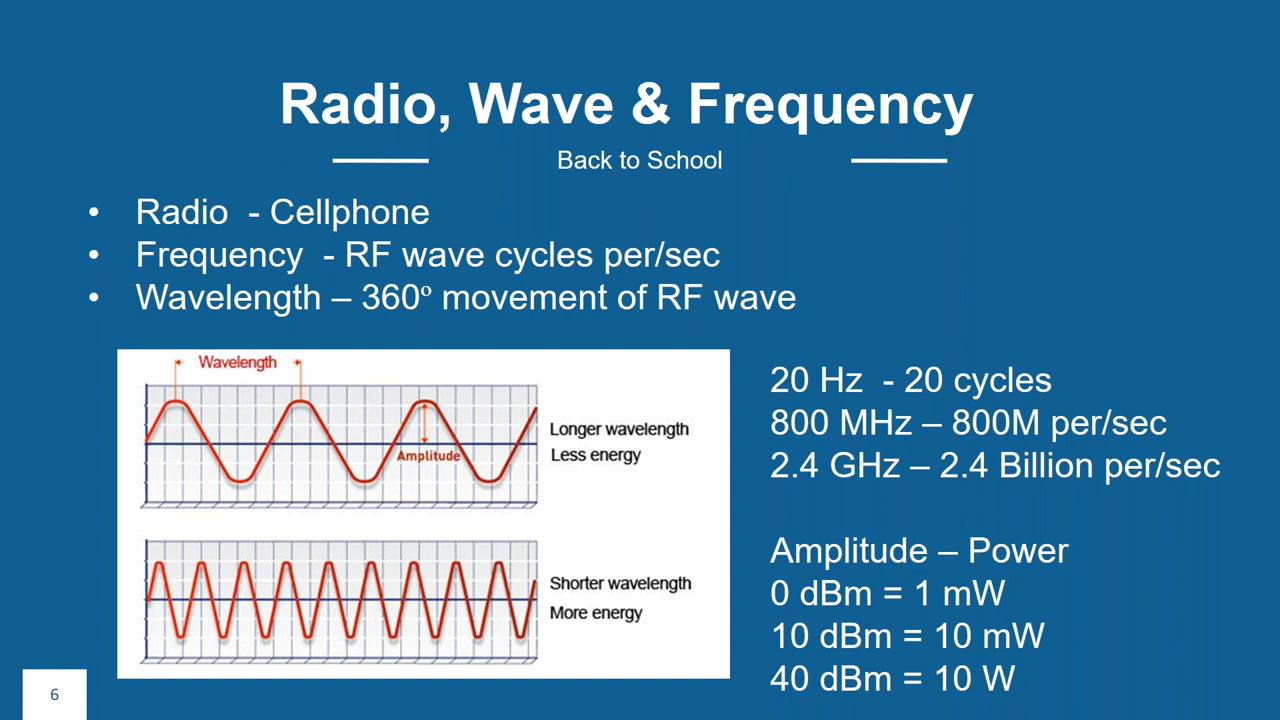 Radio, Wave & Frequency
Back to School
• Radio - Cellphone
• Frequency - RF wave cycles per/sec
• Wavelength – 360º movement of RF wave
Wavelength
Amplitude
Longer wavelength
Less energy
Shorter wavelength
More energy
20 Hz - 20 cycles
800 MHz – 800M per/sec
2.4 GHz – 2.4 Billion per/sec
Amplitude – Power
0 dBm = 1 mW
10 dBm = 10 mW
40 dBm = 10 W
6